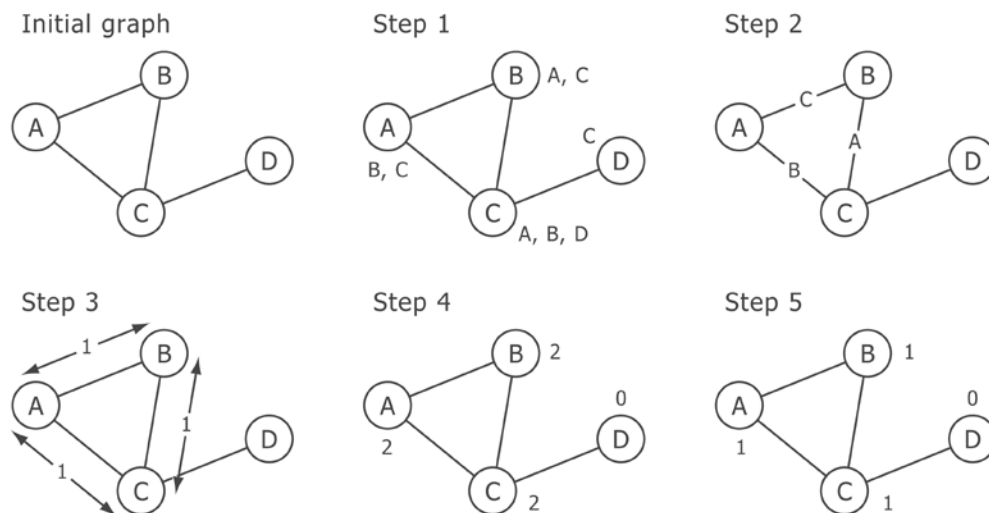 Initial graph
B
A
D
C
Step 1
B A, C
A
C
D
B, C
C
A, B, D
Step 2
B
C
A
A
D
B
C
Step 3
1
B
A
1
D
1
C
Step 4
B 2
0
A
D
2
C
2
Step 5
B 1
0
A
D
1
C
1